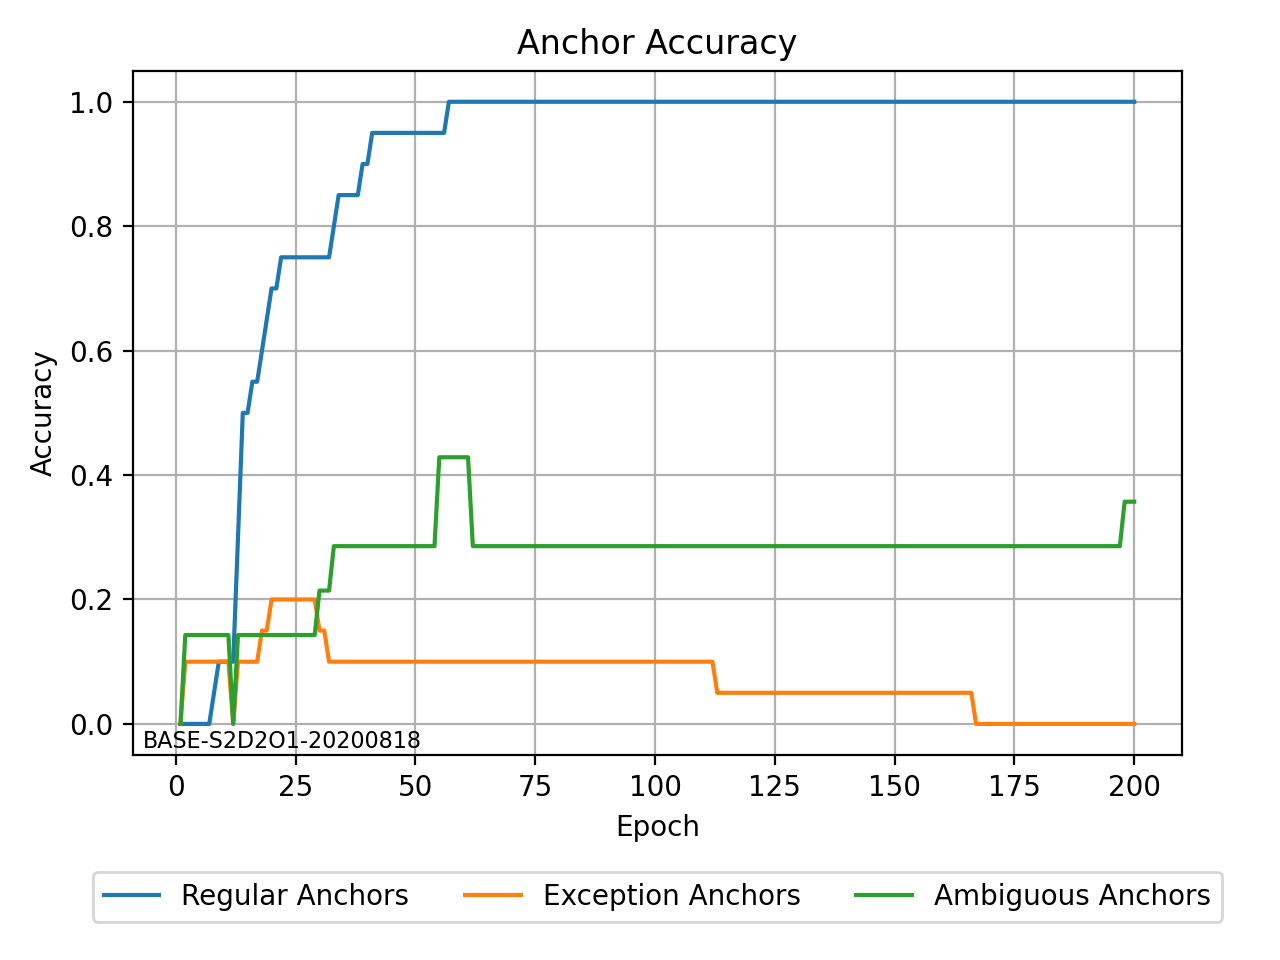 Anchor Accuracy
1.0
0.8
0.6
0.4
0.2
0.0
Accuracy
BASE-S2D2O1-20200818
0 25 50 75 100 125 150 175 200
Epoch
Regular Anchors Exception Anchors Ambiguous Anchors